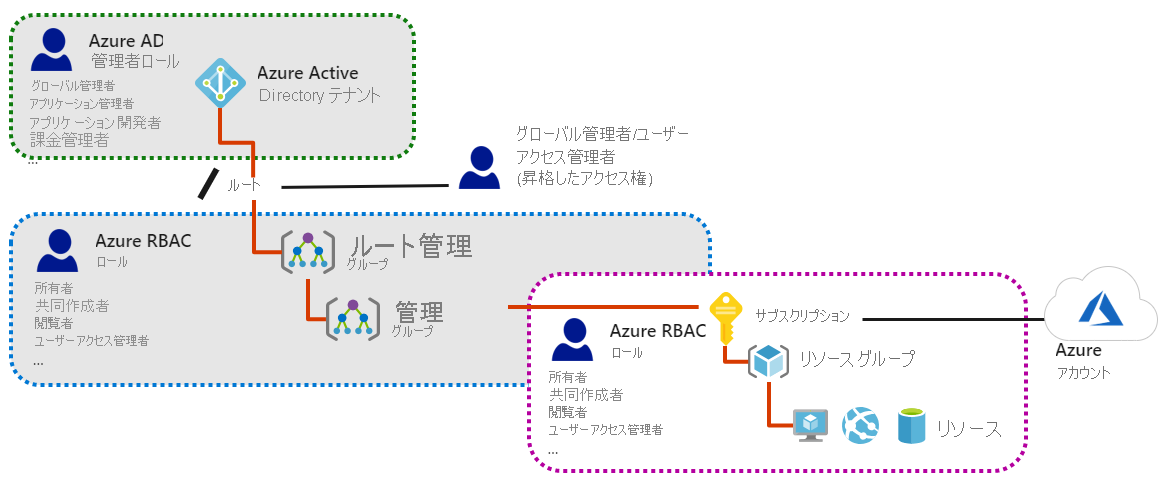 Azure AD
管理者ロール
グローバル管理者
アプリケーション管理者
アプリケーション開発者
課金管理者
...
Azure Active
Directory テナント
ルート
グローバル管理者/ユーザー
アクセス管理者
(昇格したアクセス権)
Azure RBAC
ロール
所有者
共同作成者
閲覧者
ユーザーアクセス管理者
...
ルート管理
グループ
管理
グループ
Azure RBAC
ロール
所有者
共同作成者
閲覧者
ユーザーアクセス管理者
...
サブスクリプション
リソース グループ
リソース
Azure
アカウント